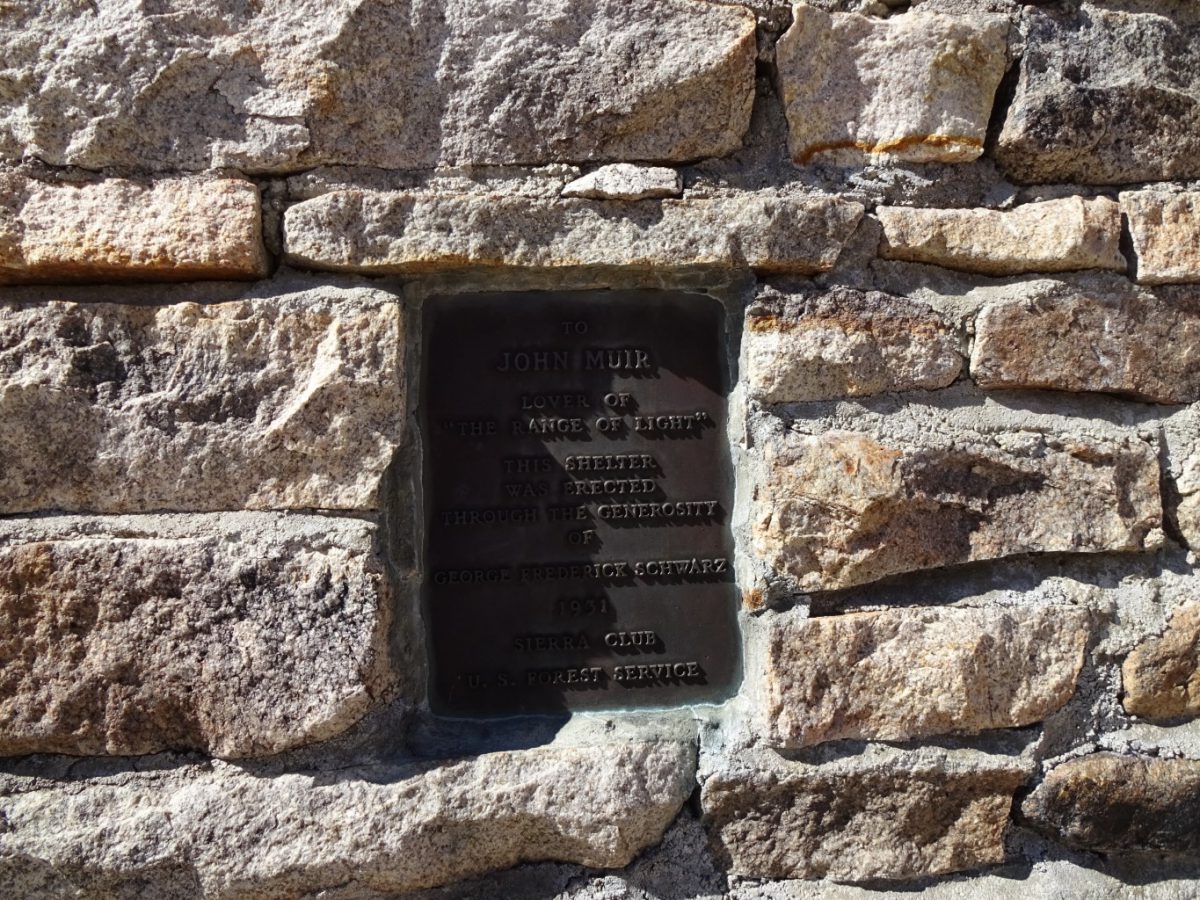 TO
JOHN MUIR
LOVER OF
"THE RANGE OF LIGHT"
THIS SHELTER
WAS ERECTED
THROUGH THE GENEROSITY
OF
GEORGE FREDERICK SCHWARZ
1931
SIERRA CLUB
U. S. FOREST SERVICE